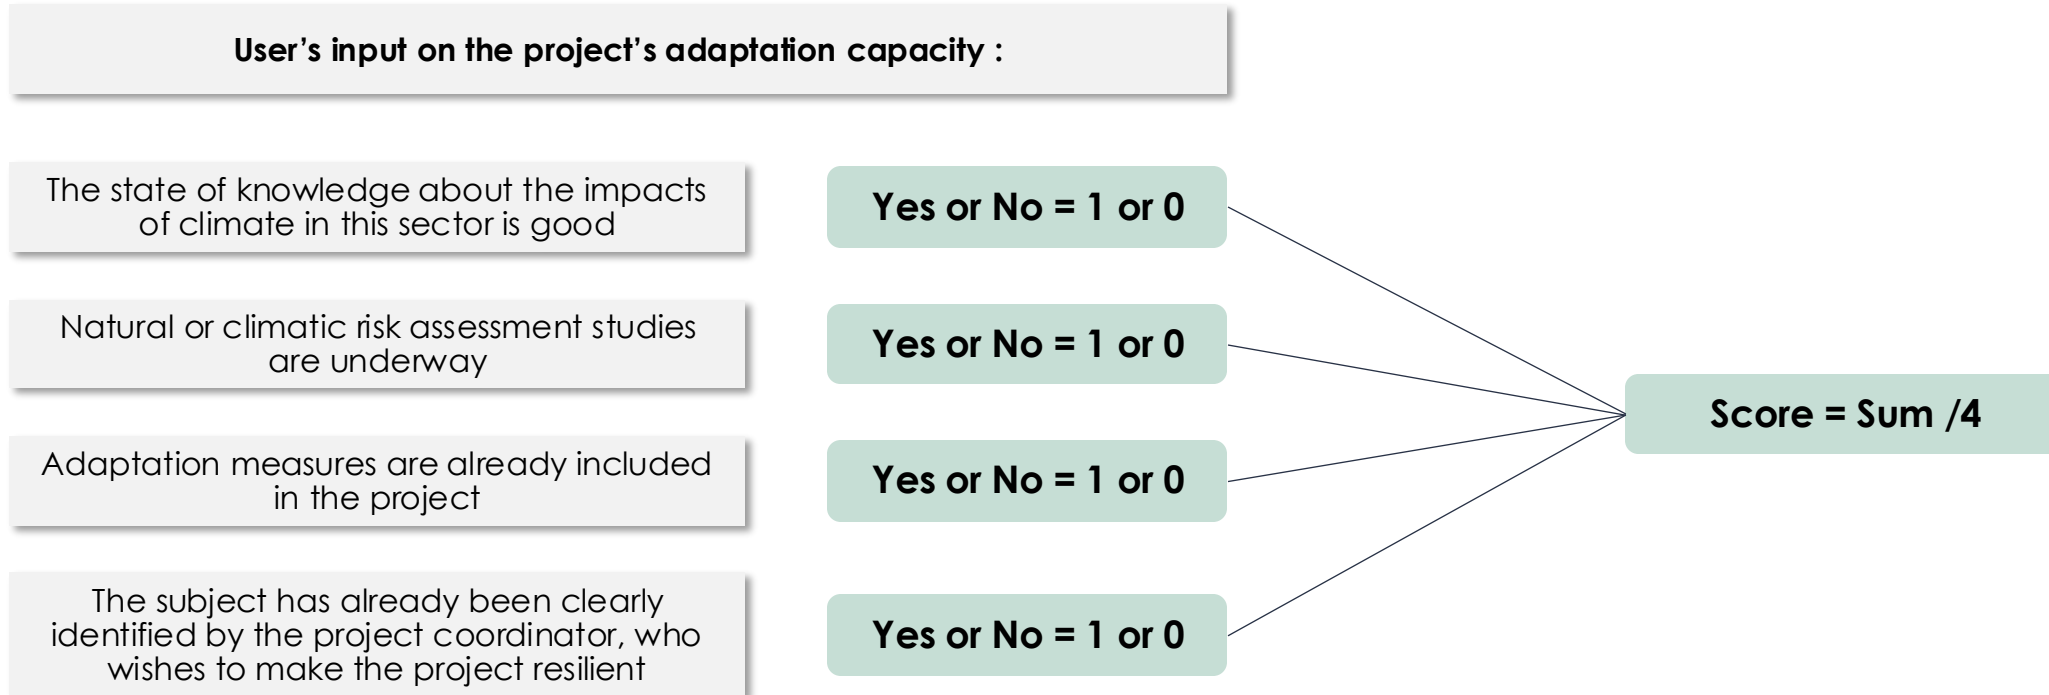 User’s input on the project’s adaptation capacity :
The state of knowledge about the impacts
of climate in this sector is good
Yes or No = 1 or 0
Natural or climatic risk assessment studies
are underway
Yes or No = 1 or 0
Score = Sum /4
Adaptation measures are already included
in the project
Yes or No = 1 or 0
The subject has already been clearly
identified by the project coordinator, who
wishes to make the project resilient
Yes or No = 1 or 0